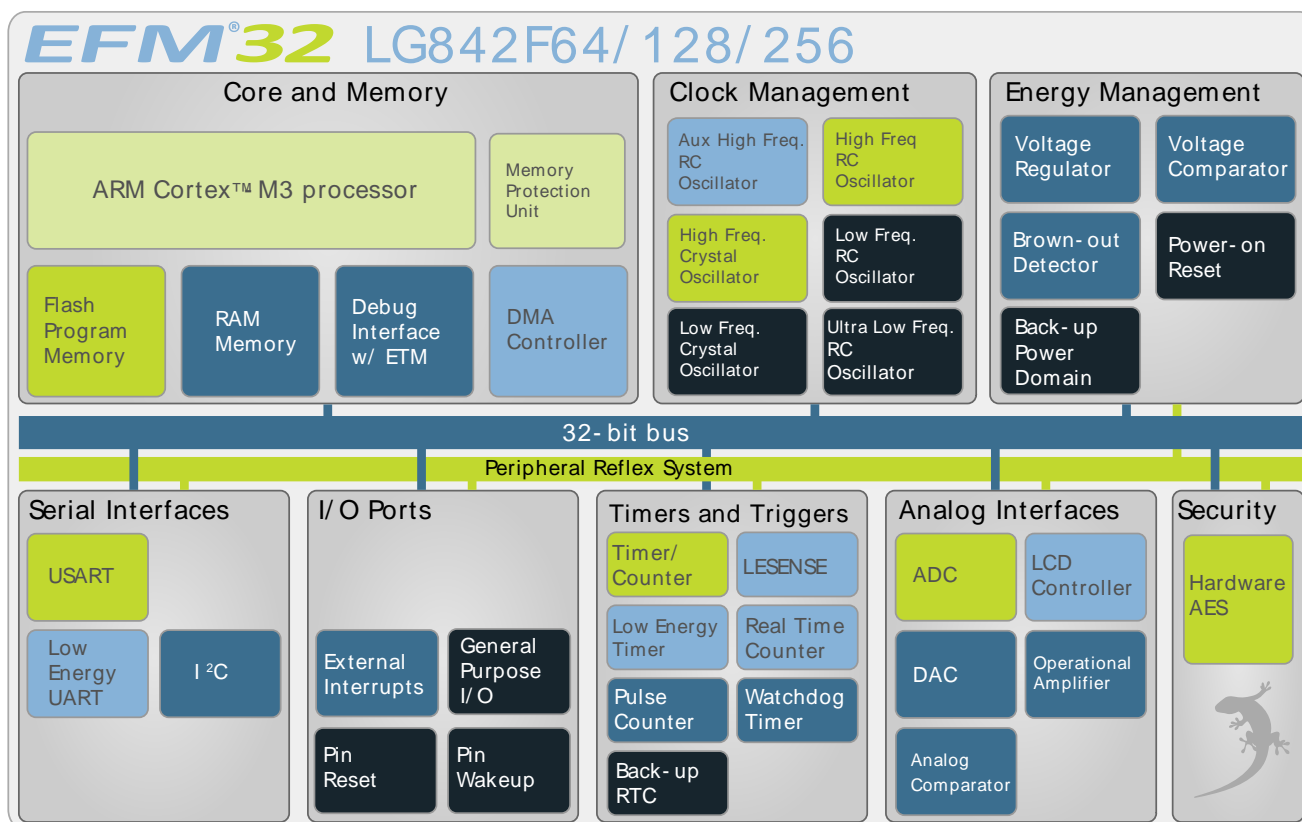 EFM®32 LG842F64/128/256
Core and Memory
ARM Cortex™ M3 processor
Memory
Protection
Unit
Flash
Program
Memory
RAM
Memory
Debug
Interface
w/ ETM
DMA
Controller
Clock Management
Aux High Freq.
RC
Oscillator
High Freq
RC
Oscillator
High Freq.
Crystal
Oscillator
Low Freq.
RC
Oscillator
Low Freq.
Crystal
Oscillator
Ultra Low Freq.
RC
Oscillator
Energy Management
Voltage
Regulator
Voltage
Comparator
Brown-out
Detector
Power-on
Reset
Back-up
Power
Domain
32-bit bus
Peripheral Reflex System
Serial Interfaces
USART
Low
Energy
UART
I²C
I/O Ports
External
Interrupts
General
Purpose
I/O
Pin
Reset
Pin
Wakeup
Timers and Triggers
Timer/
Counter
LESENSE
Low Energy
Timer
Real Time
Counter
Pulse
Counter
Watchdog
Timer
Back-up
RTC
Analog Interfaces
ADC
LCD
Controller
DAC
Operational
Amplifier
Analog
Comparator
Security
Hardware
AES